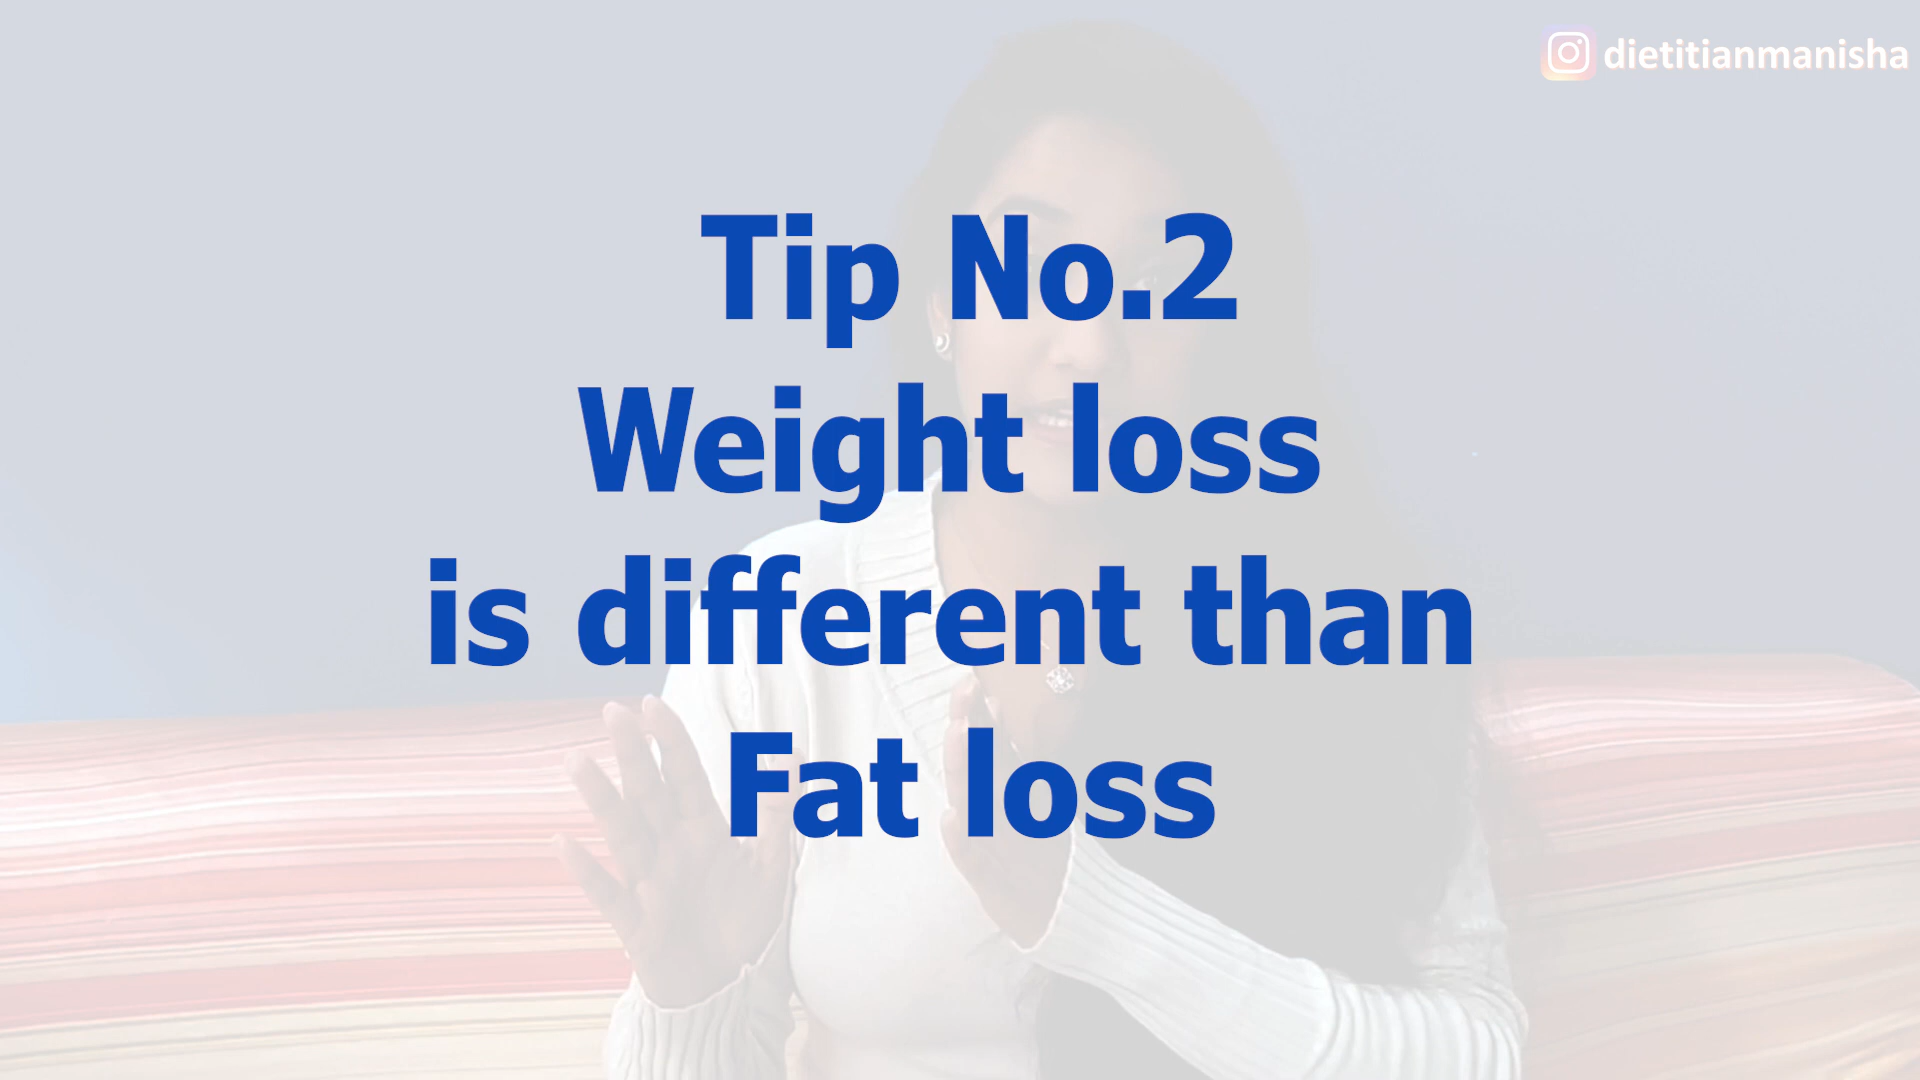 dietitianmanisha
Tip No.2
Weight loss
is different than
Fat loss